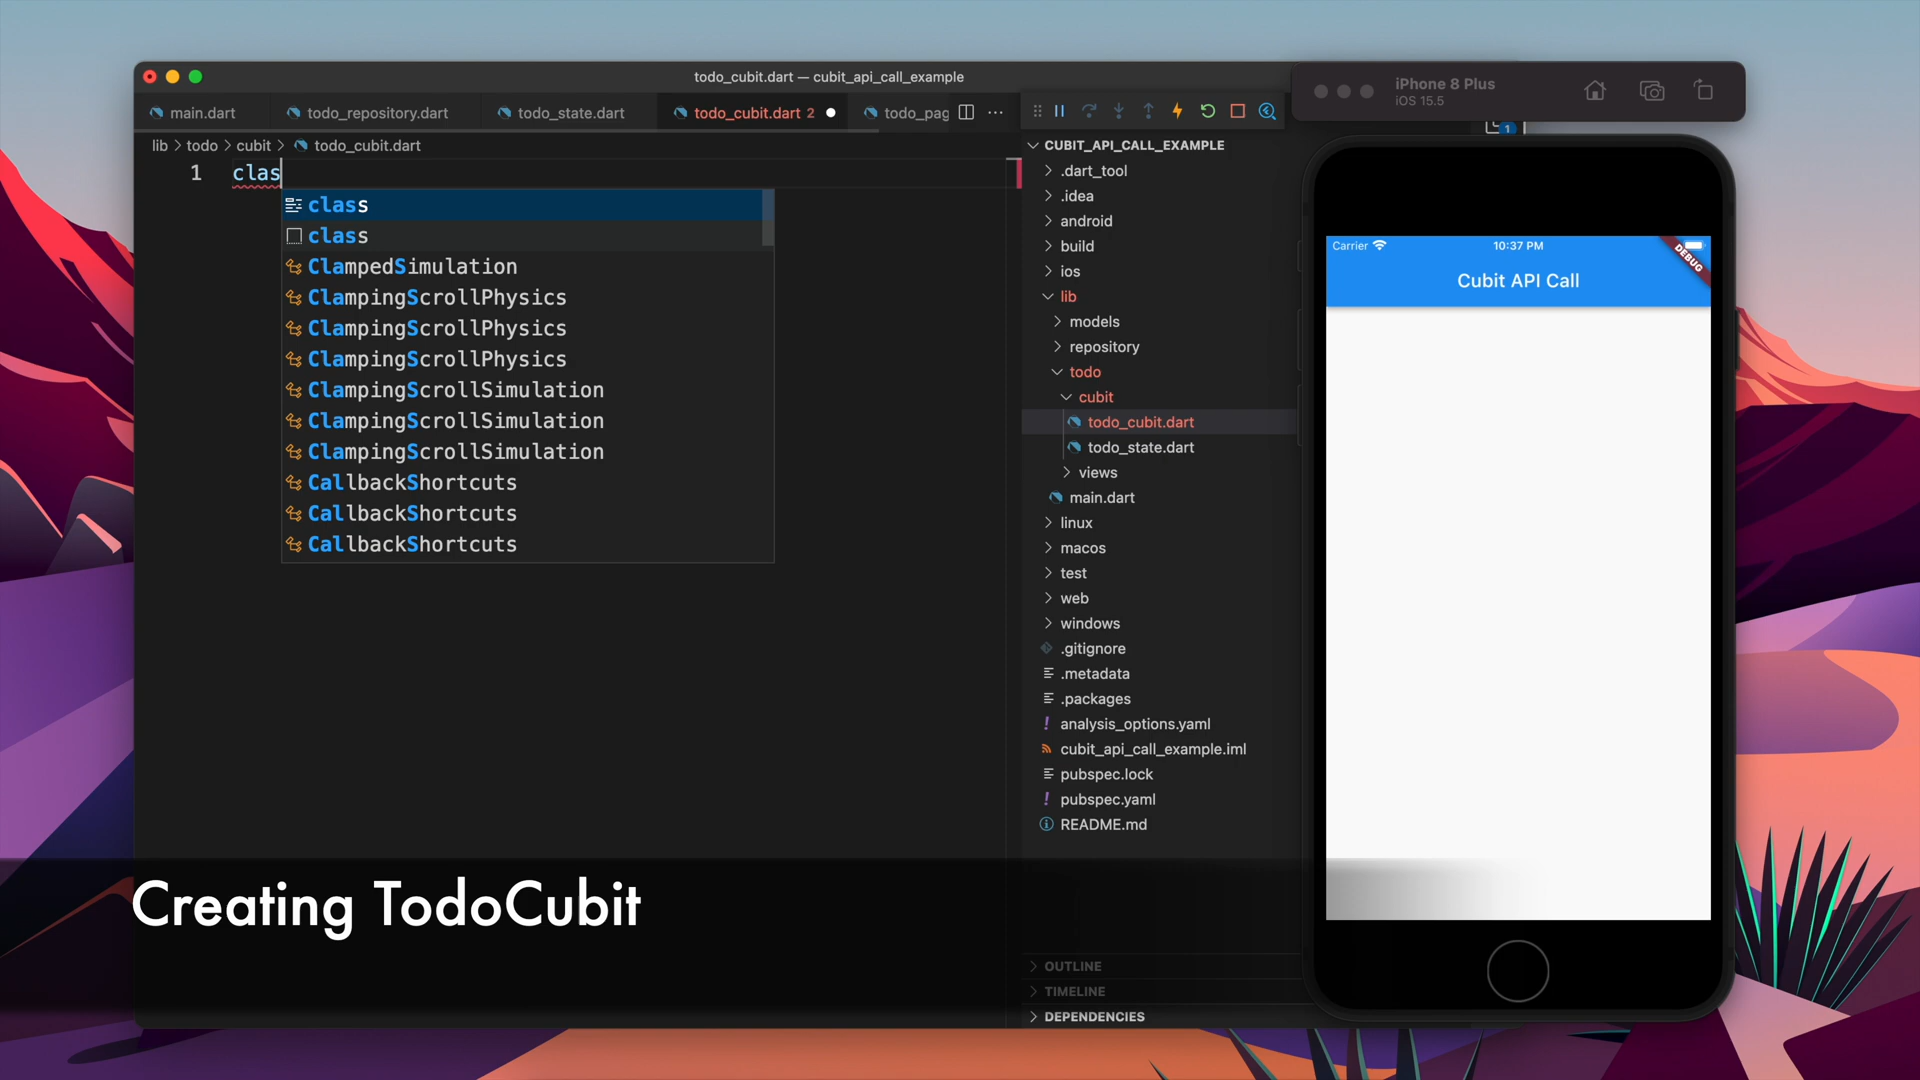 todo_cubit.dart — cubit_api_call_example
main.dart
todo_repository.dart
todo_state.dart
todo_cubit.dart 2
todo_pag
lib > todo > cubit > todo_cubit.dart
1 clas
class
class
ClampedSimulation
ClampingScrollPhysics
ClampingScrollPhysics
ClampingScrollPhysics
ClampingScrollSimulation
ClampingScrollSimulation
ClampingScrollSimulation
CallbackShortcuts
CallbackShortcuts
CallbackShortcuts
Creating TodoCubit
CUBIT_API_CALL_EXAMPLE
.dart_tool
.idea
android
build
ios
lib
models
repository
todo
cubit
todo_cubit.dart
todo_state.dart
views
main.dart
linux
macos
test
web
windows
.gitignore
.metadata
.packages
analysis_options.yaml
cubit_api_call_example.iml
pubspec.lock
pubspec.yaml
README.md
OUTLINE
TIMELINE
DEPENDENCIES
iPhone 8 Plus
iOS 15.5
1
Carrier
10:37 PM
DEBUG
Cubit API Call